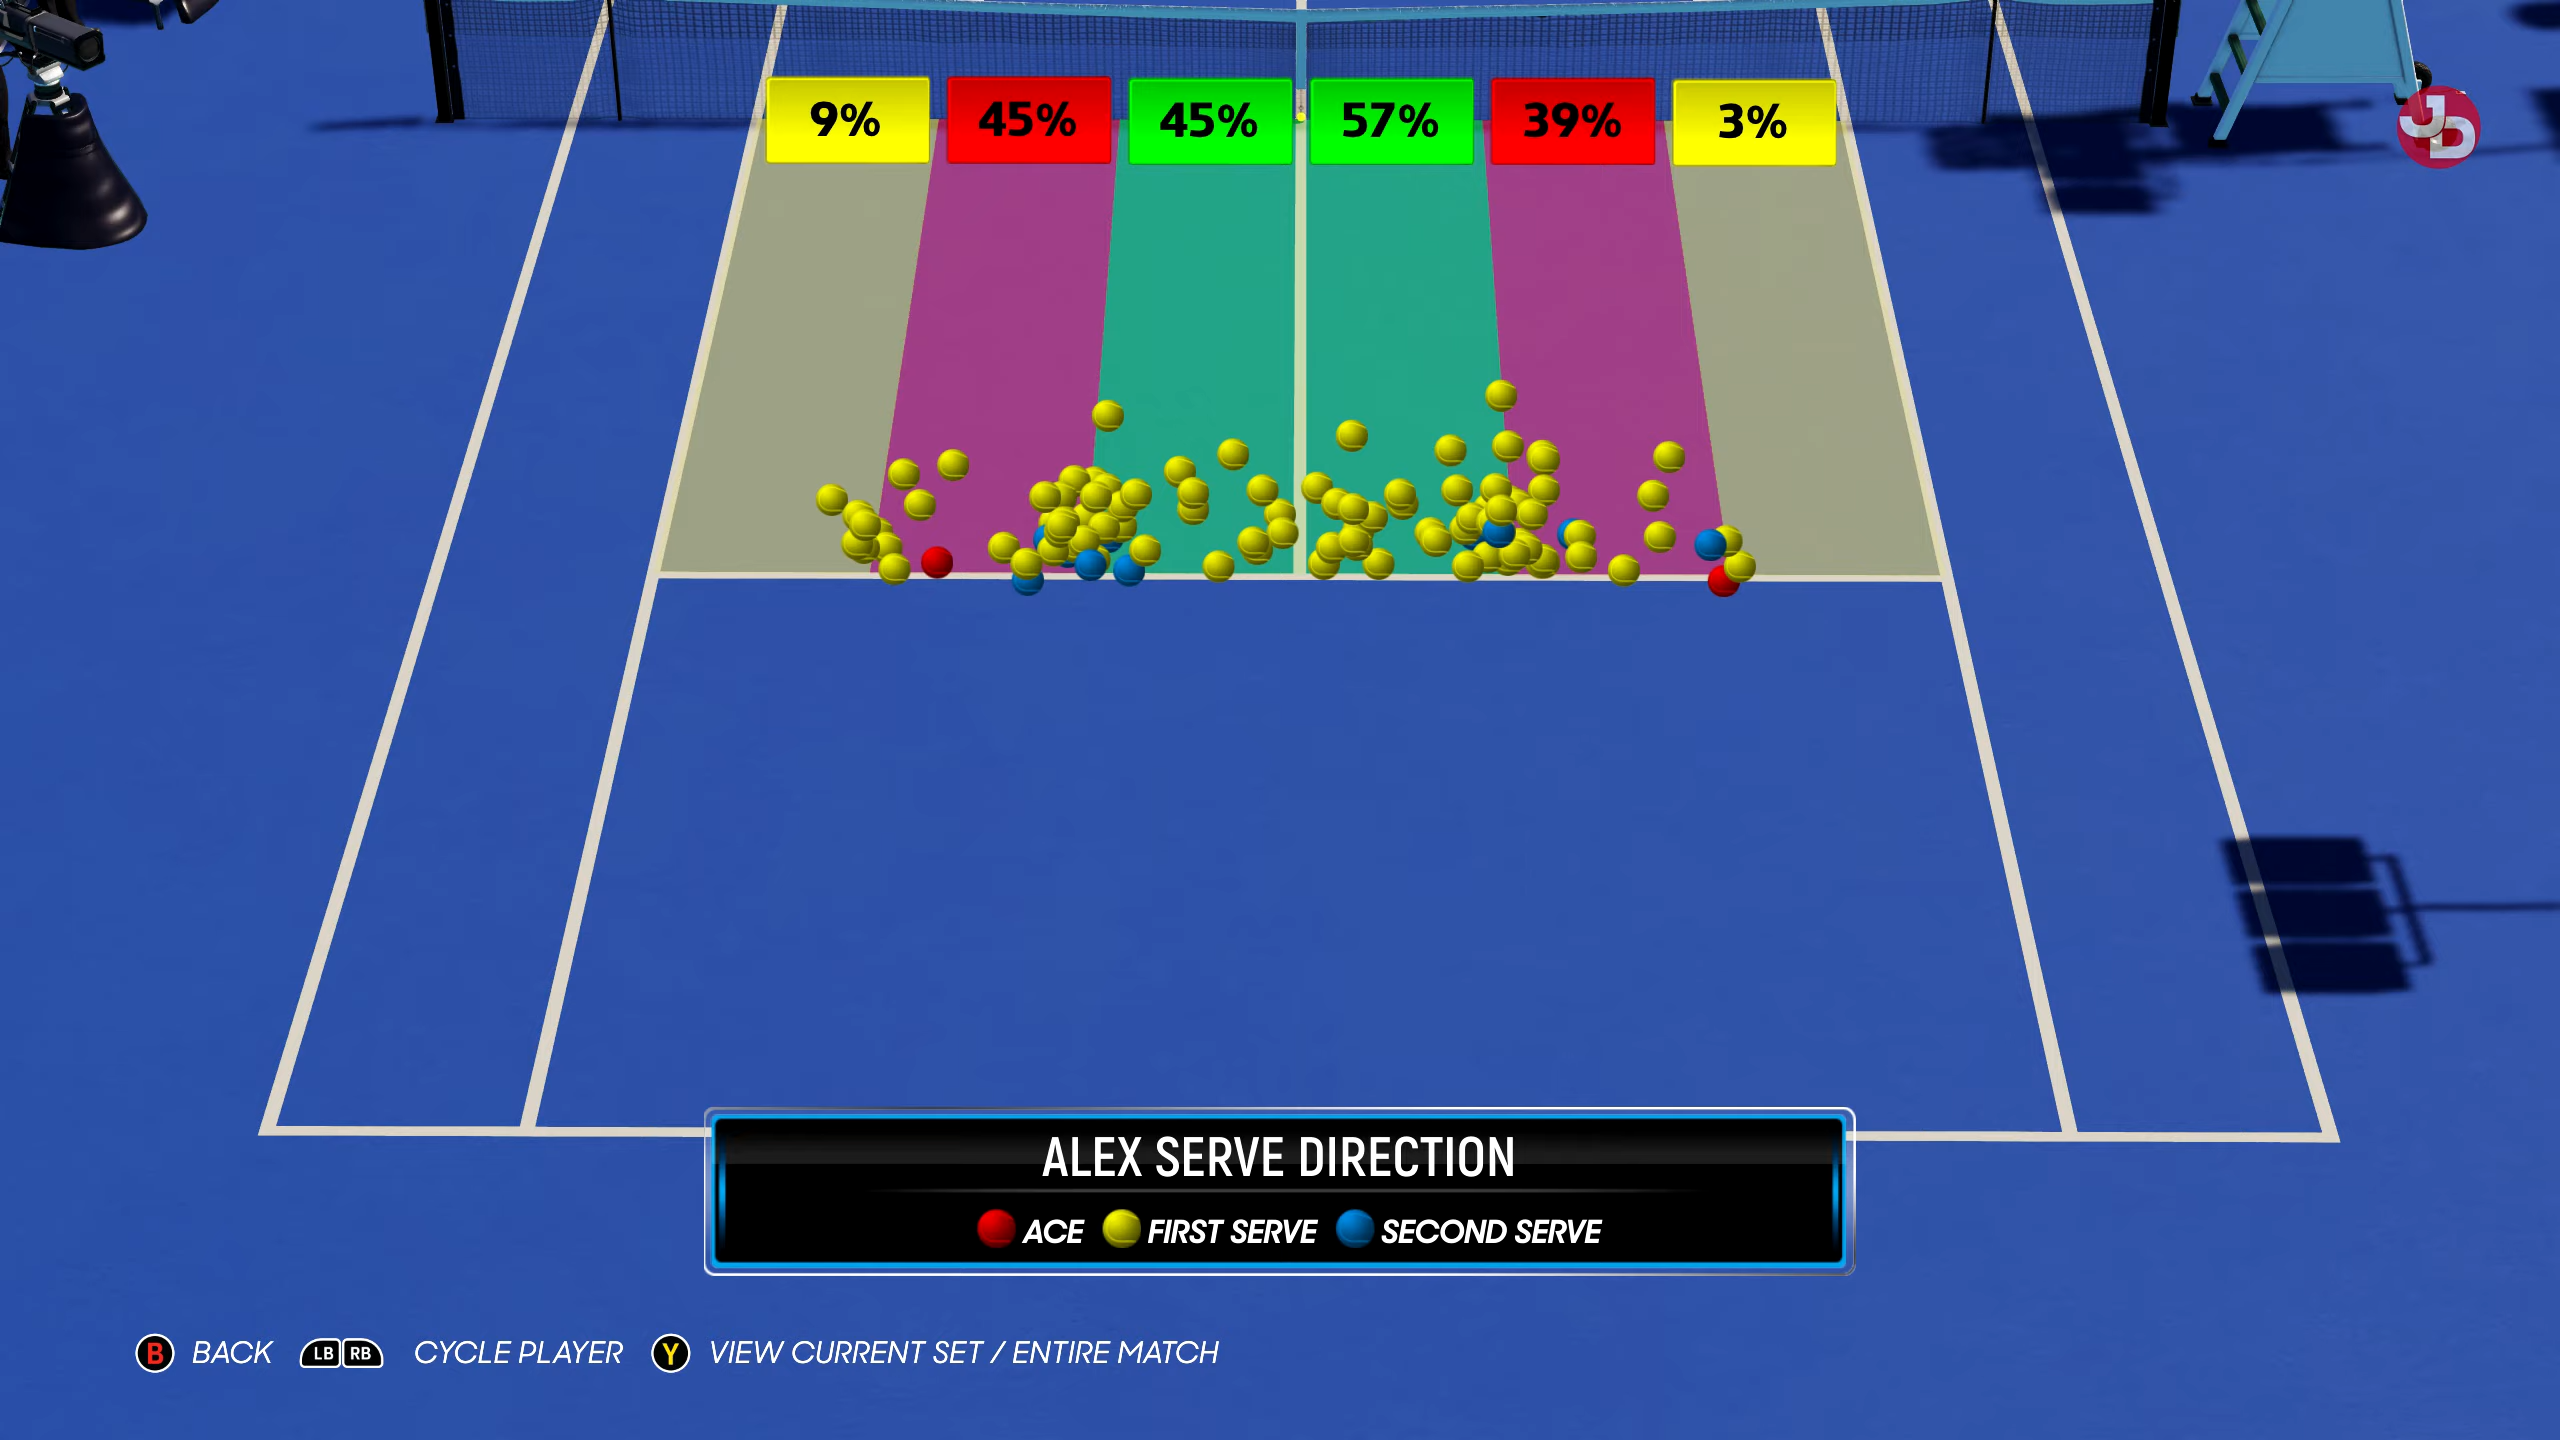 9% 45% 45% 57% 39% 3%
JD
ALEX SERVE DIRECTION
ACE FIRST SERVE SECOND SERVE
B BACK LB RB CYCLE PLAYER Y VIEW CURRENT SET / ENTIRE MATCH